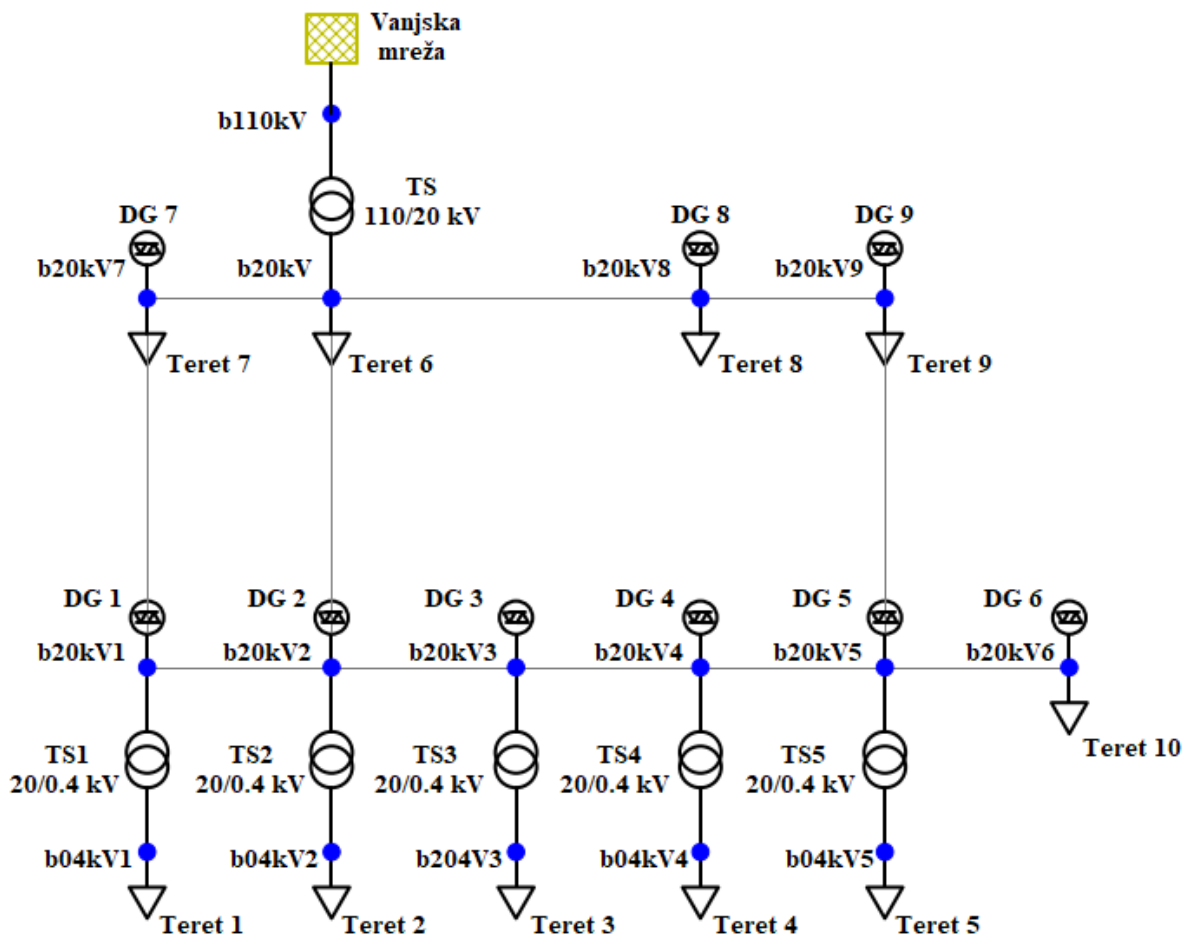 Vanjska
mreža
b110kV
TS
110/20 kV
DG 7
DG 8
DG 9
b20kV7
b20kV
b20kV8
b20kV9
Teret 7
Teret 6
Teret 8
Teret 9
DG 1
DG 2
DG 3
DG 4
DG 5
DG 6
b20kV1
b20kV2
b20kV3
b20kV4
b20kV5
b20kV6
Teret 10
TS1
20/0.4 kV
TS2
20/0.4 kV
TS3
20/0.4 kV
TS4
20/0.4 kV
TS5
20/0.4 kV
b04kV1
b04kV2
b204V3
b04kV4
b04kV5
Teret 1
Teret 2
Teret 3
Teret 4
Teret 5